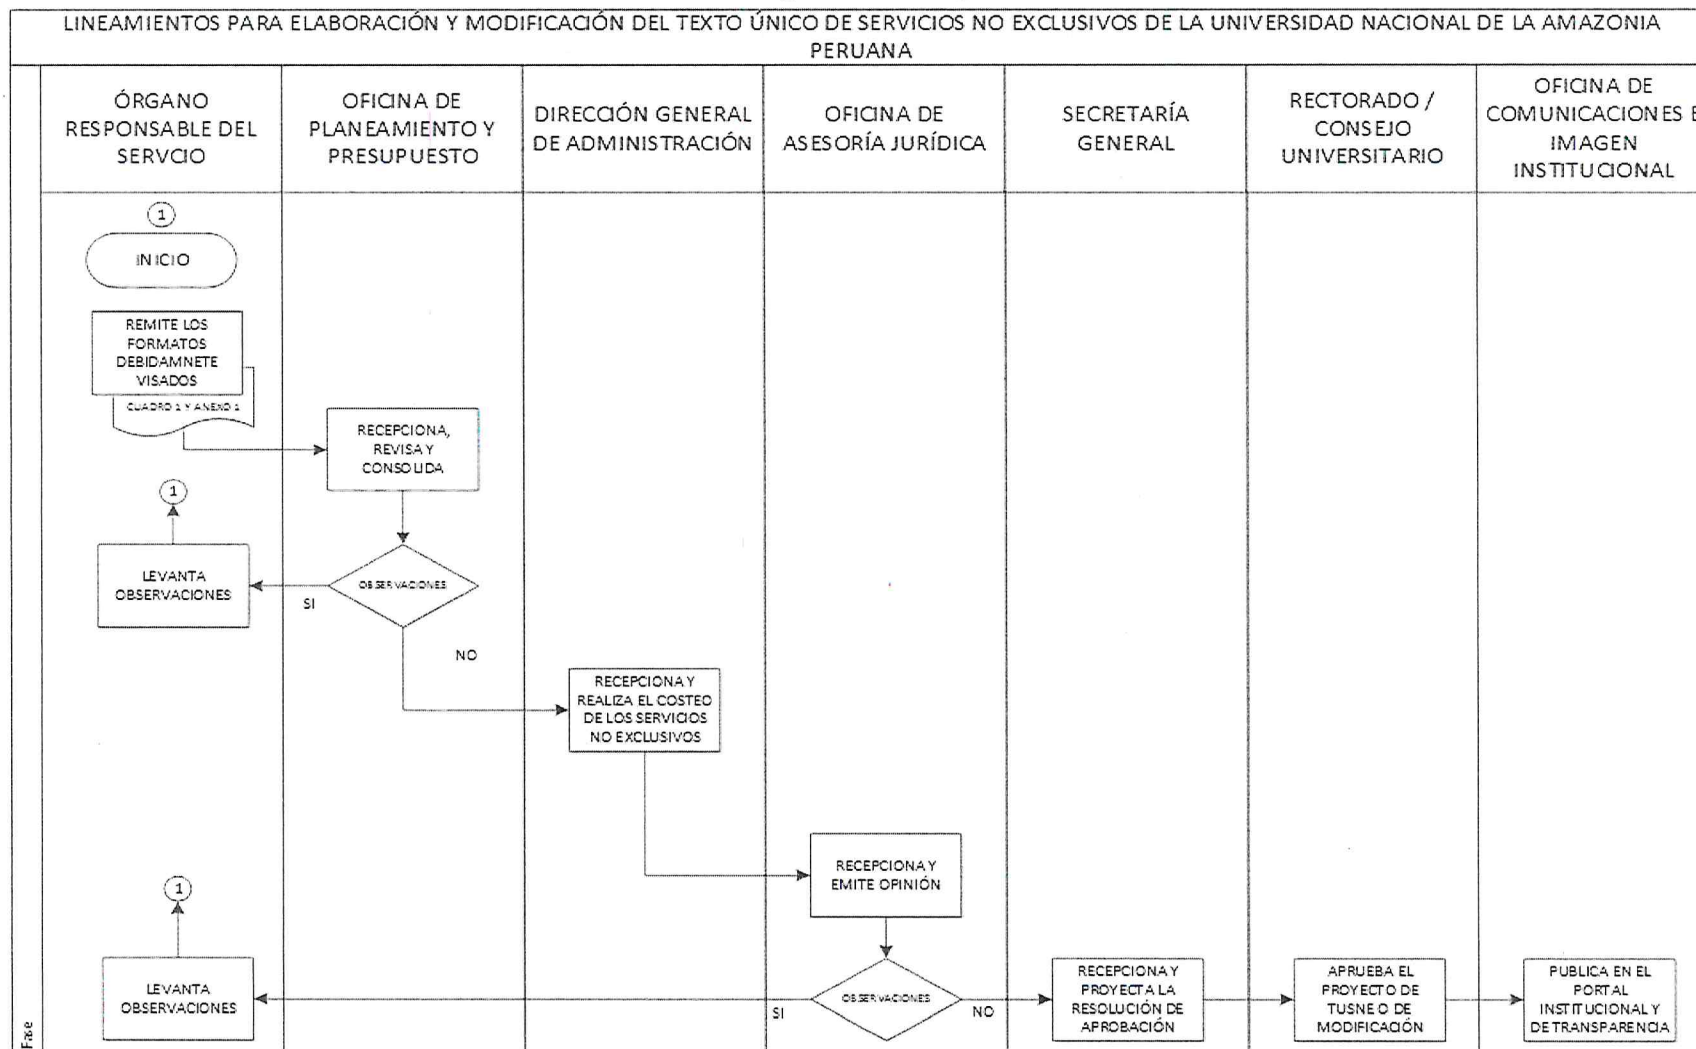 LINEAMIENTOS PARA ELABORACIÓN Y MODIFICACIÓN DEL TEXTO ÚNICO DE SERVICIOS NO EXCLUSIVOS DE LA UNIVERSIDAD NACIONAL DE LA AMAZONIA
PERUANA
ÓRGANO
RESPONSABLE DEL
SERVCIO
OFICINA DE
PLANEAMIENTO Y
PRESUPUESTO
DIRECCIÓN GENERAL
DE ADMINISTRACIÓN
OFICINA DE
ASESORÍA JURÍDICA
SECRETARÍA
GENERAL
RECTORADO /
CONSEJO
UNIVERSITARIO
OFICINA DE
COMUNICACIONES E
IMAGEN
INSTITUCIONAL
1
INICIO
REMITE LOS
FORMATOS
DEBIDAMNETE
VISADOS
CUADRO 1 Y ANEXO 1
RECEPCIONA,
REVISA Y
CONSOLIDA
1
LEVANTA
OBSERVACIONES
SI
OBSERVACIONES
NO
RECEPCIONA Y
REALIZA EL COSTEO
DE LOS SERVICIOS
NO EXCLUSIVOS
RECEPCIONA Y
EMITE OPINIÓN
1
LEVANTA
OBSERVACIONES
SI
OBSERVACIONES
NO
RECEPCIONA Y
PROYECTA LA
RESOLUCIÓN DE
APROBACIÓN
APRUEBA EL
PROYECTO DE
TUSNE O DE
MODIFICACIÓN
PUBLICA EN EL
PORTAL
INSTITUCIONAL Y
DE TRANSPARENCIA
Fase